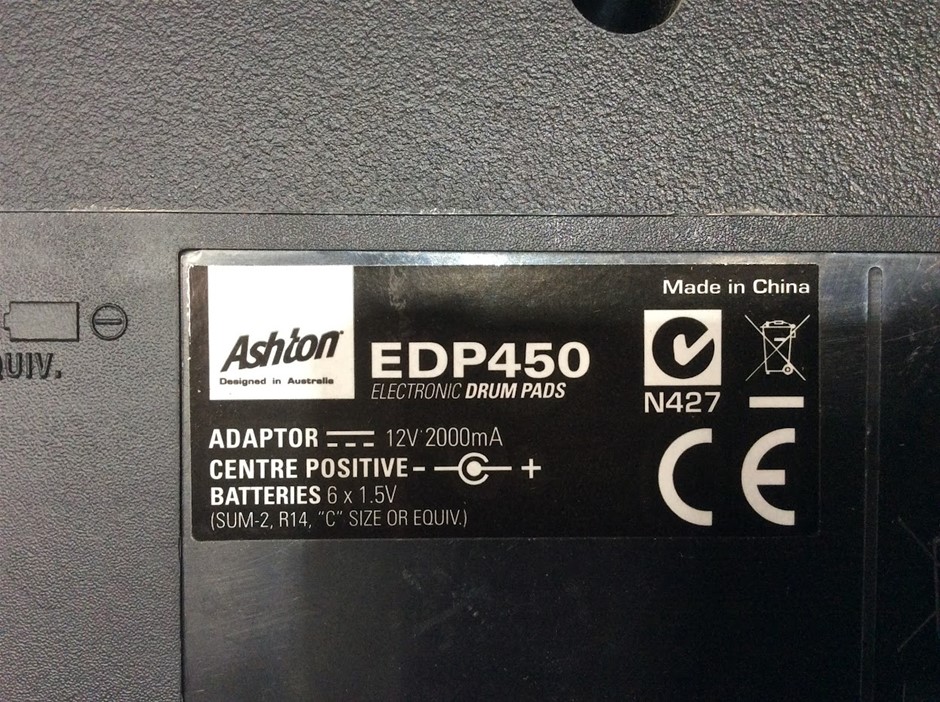 Made in China
Ashton
Designed in Australia
EDP450
ELECTRONIC DRUM PADS
N427
ADAPTOR 12V 2000mA
CENTRE POSITIVE - +
BATTERIES 6 x 1.5V
(SUM-2, R14, "C" SIZE OR EQUIV.)
CE
QUIV.